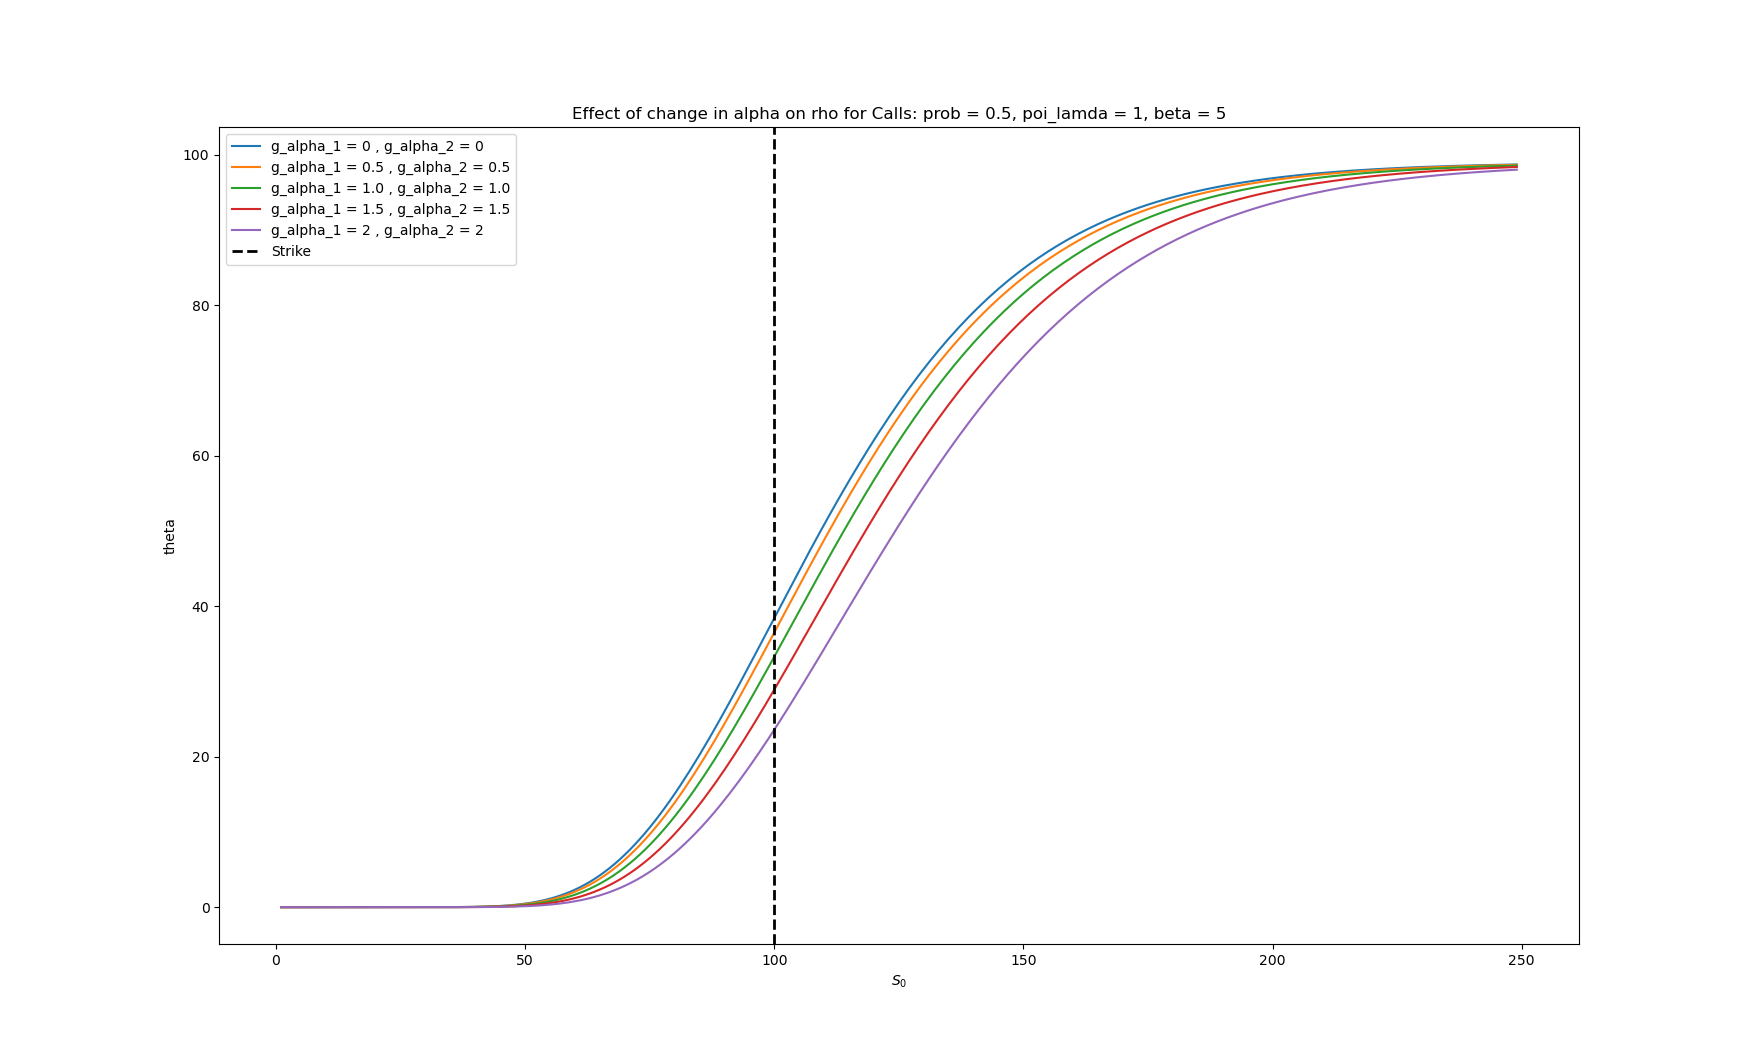 Effect of change in alpha on rho for Calls: prob = 0.5, poi_lamda = 1, beta = 5
g_alpha_1 = 0 , g_alpha_2 = 0
g_alpha_1 = 0.5 , g_alpha_2 = 0.5
g_alpha_1 = 1.0 , g_alpha_2 = 1.0
g_alpha_1 = 1.5 , g_alpha_2 = 1.5
g_alpha_1 = 2 , g_alpha_2 = 2
Strike
100
80
60
40
20
0
theta
0 50 100 150 200 250
S_0